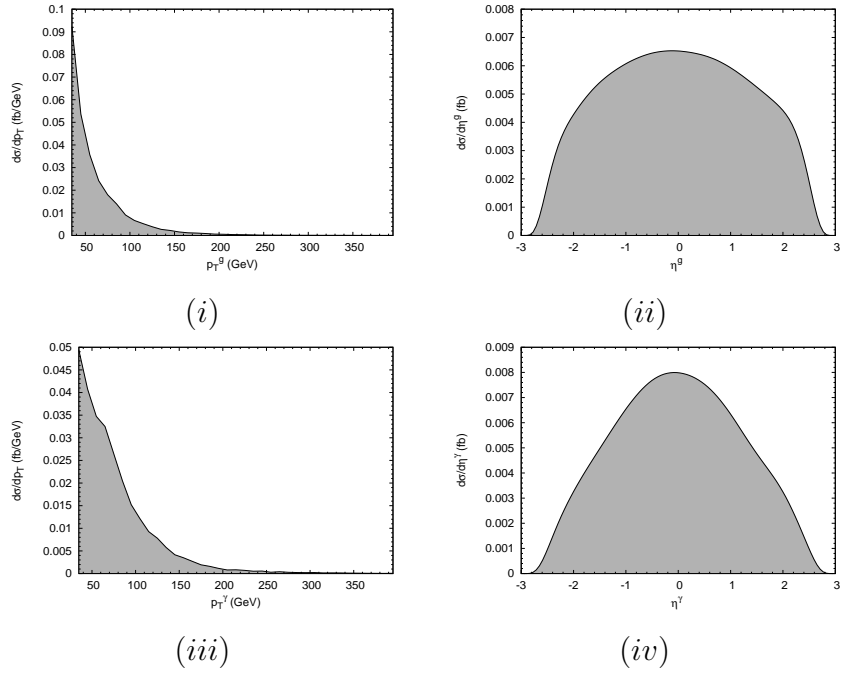 0.1
0.09
0.08
0.07
0.06
0.05
0.04
0.03
0.02
0.01
0
dσ/dp_T (fb/GeV)
50 100 150 200 250 300 350
p_T^g (GeV)
(i)
0.008
0.007
0.006
0.005
0.004
0.003
0.002
0.001
0
dσ/dη^g (fb)
-3 -2 -1 0 1 2 3
η^g
(ii)
0.05
0.045
0.04
0.035
0.03
0.025
0.02
0.015
0.01
0.005
0
dσ/dp_T (fb/GeV)
50 100 150 200 250 300 350
p_T^γ (GeV)
(iii)
0.009
0.008
0.007
0.006
0.005
0.004
0.003
0.002
0.001
0
dσ/dη^γ (fb)
-3 -2 -1 0 1 2 3
η^γ
(iv)